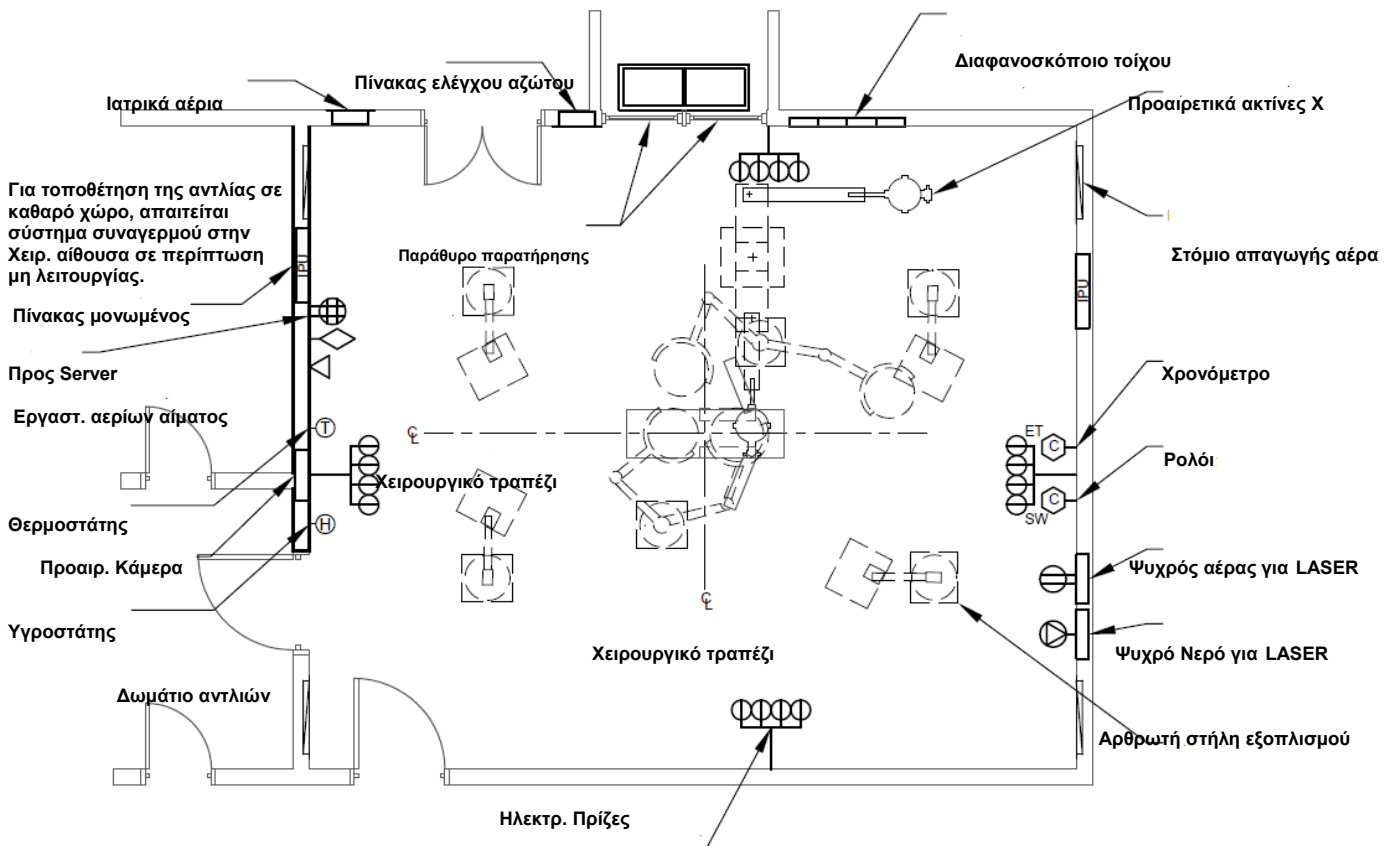 Διαφανοσκόποιο τοίχου
Πίνακας ελέγχου αζώτου
Ιατρικά αέρια
Προαιρετικά ακτίνες Χ
Για τοποθέτηση της αντλίας σε
καθαρό χώρο, απαιτείται
σύστημα συναγερμού στην
Χειρ. αίθουσα σε περίπτωση
μη λειτουργίας.
IPU
Παράθυρο παρατήρησης
Στόμιο απαγωγής αέρα
IPU
Πίνακας μονωμένος
Προς Server
Χρονόμετρο
Εργαστ. αερίων αίματος
T
ET
C
Ρολόι
Χειρουργικό τραπέζι
C
SW
Θερμοστάτης
H
Προαιρ. Κάμερα
Ψυχρός αέρας για LASER
Υγροστάτης
Χειρουργικό τραπέζι
Ψυχρό Νερό για LASER
Δωμάτιο αντλιών
Αρθρωτή στήλη εξοπλισμού
Ηλεκτρ. Πρίζες